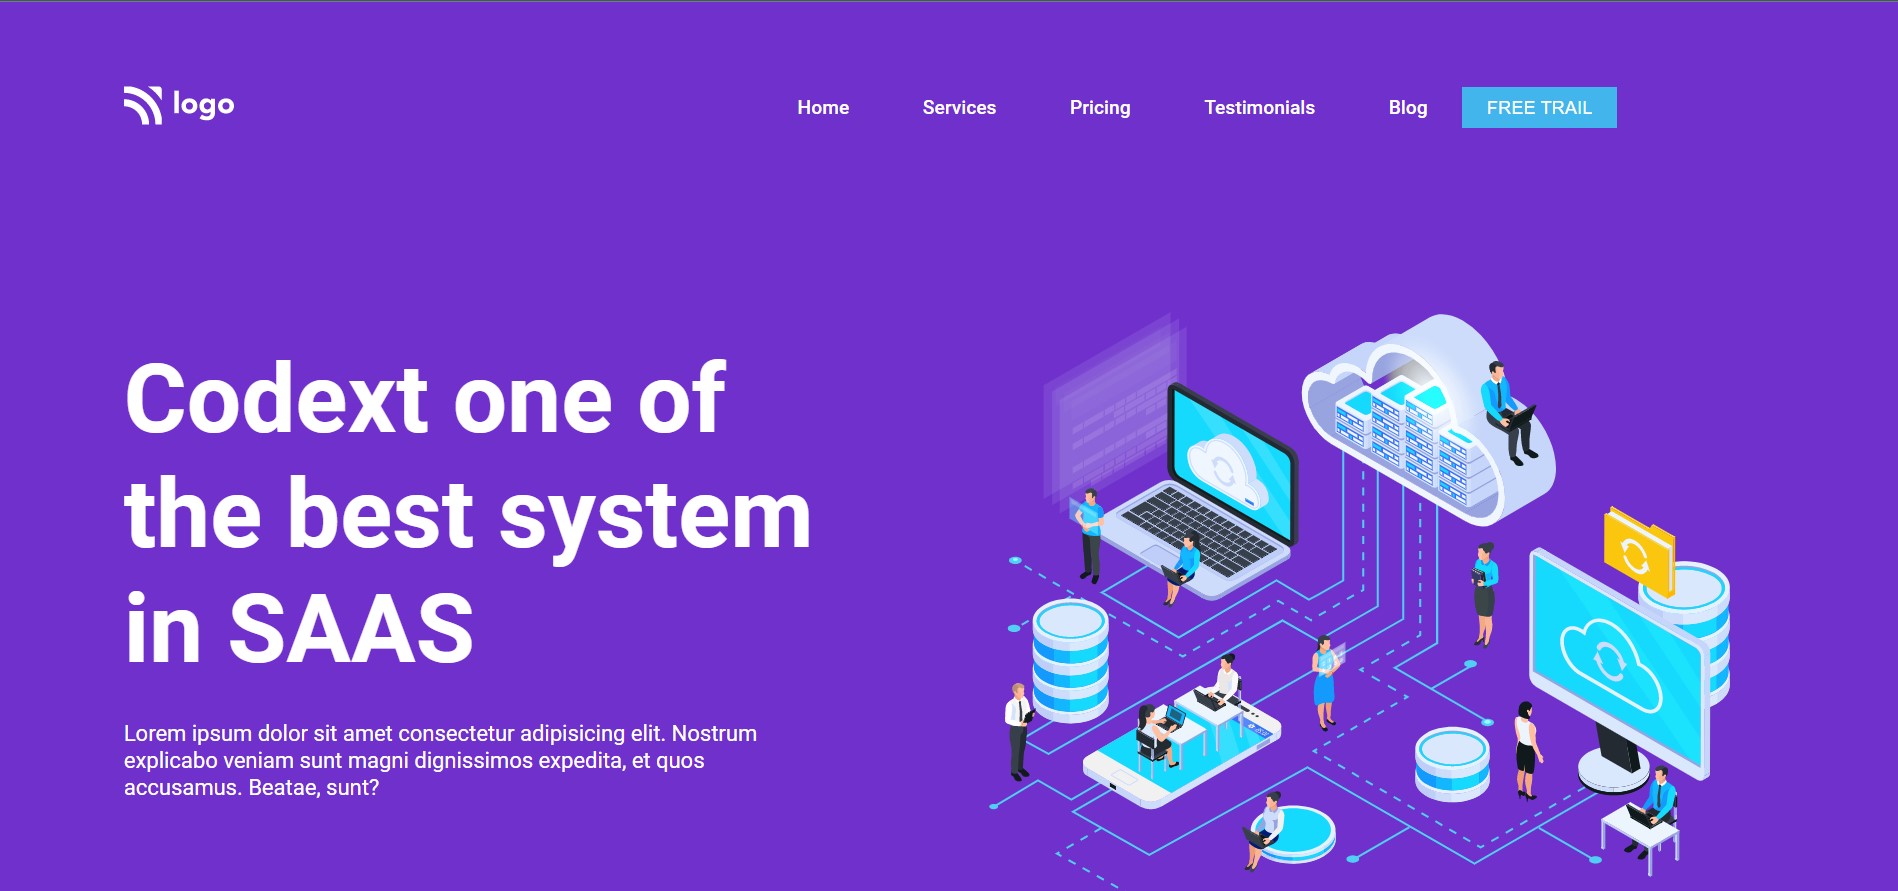 logo
Home Services Pricing Testimonials Blog FREE TRAIL
Codext one of
the best system
in SAAS
Lorem ipsum dolor sit amet consectetur adipisicing elit. Nostrum
explicabo veniam sunt magni dignissimos expedita, et quos
accusamus. Beatae, sunt?